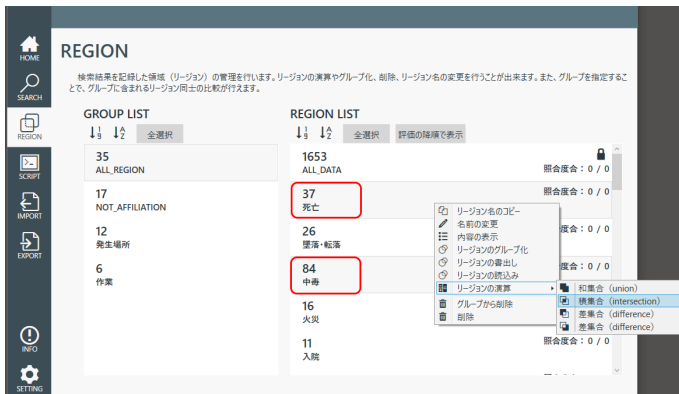 HOME
SEARCH
REGION
SCRIPT
IMPORT
EXPORT
INFO
SETTING
REGION
検索結果を記録した領域（リージョン）の管理を行います。リージョンの演算やグループ化、削除、リージョン名の変更を行うことが出来ます。また、グループを指定するこ
とで、グループに含まれるリージョン同士の比較が行えます。
GROUP LIST
全選択
35
ALL_REGION
17
NOT_AFFILIATION
12
発生場所
6
作業
REGION LIST
全選択 評価の降順で表示
1653
ALL_DATA 照合度合：0 / 0
37 照合度合：0 / 0
死亡
26
墜落・転落 度合：0 / 0
84 度合：0 / 0
中毒
16
火災
11 照合度合：0 / 0
入院
リージョン名のコピー
名前の変更
内容の表示
リージョンのグループ化
リージョンの書出し
リージョンの読込み
リージョンの演算
グループから削除
削除
和集合（union）
積集合（intersection）
差集合（difference）
差集合（difference）